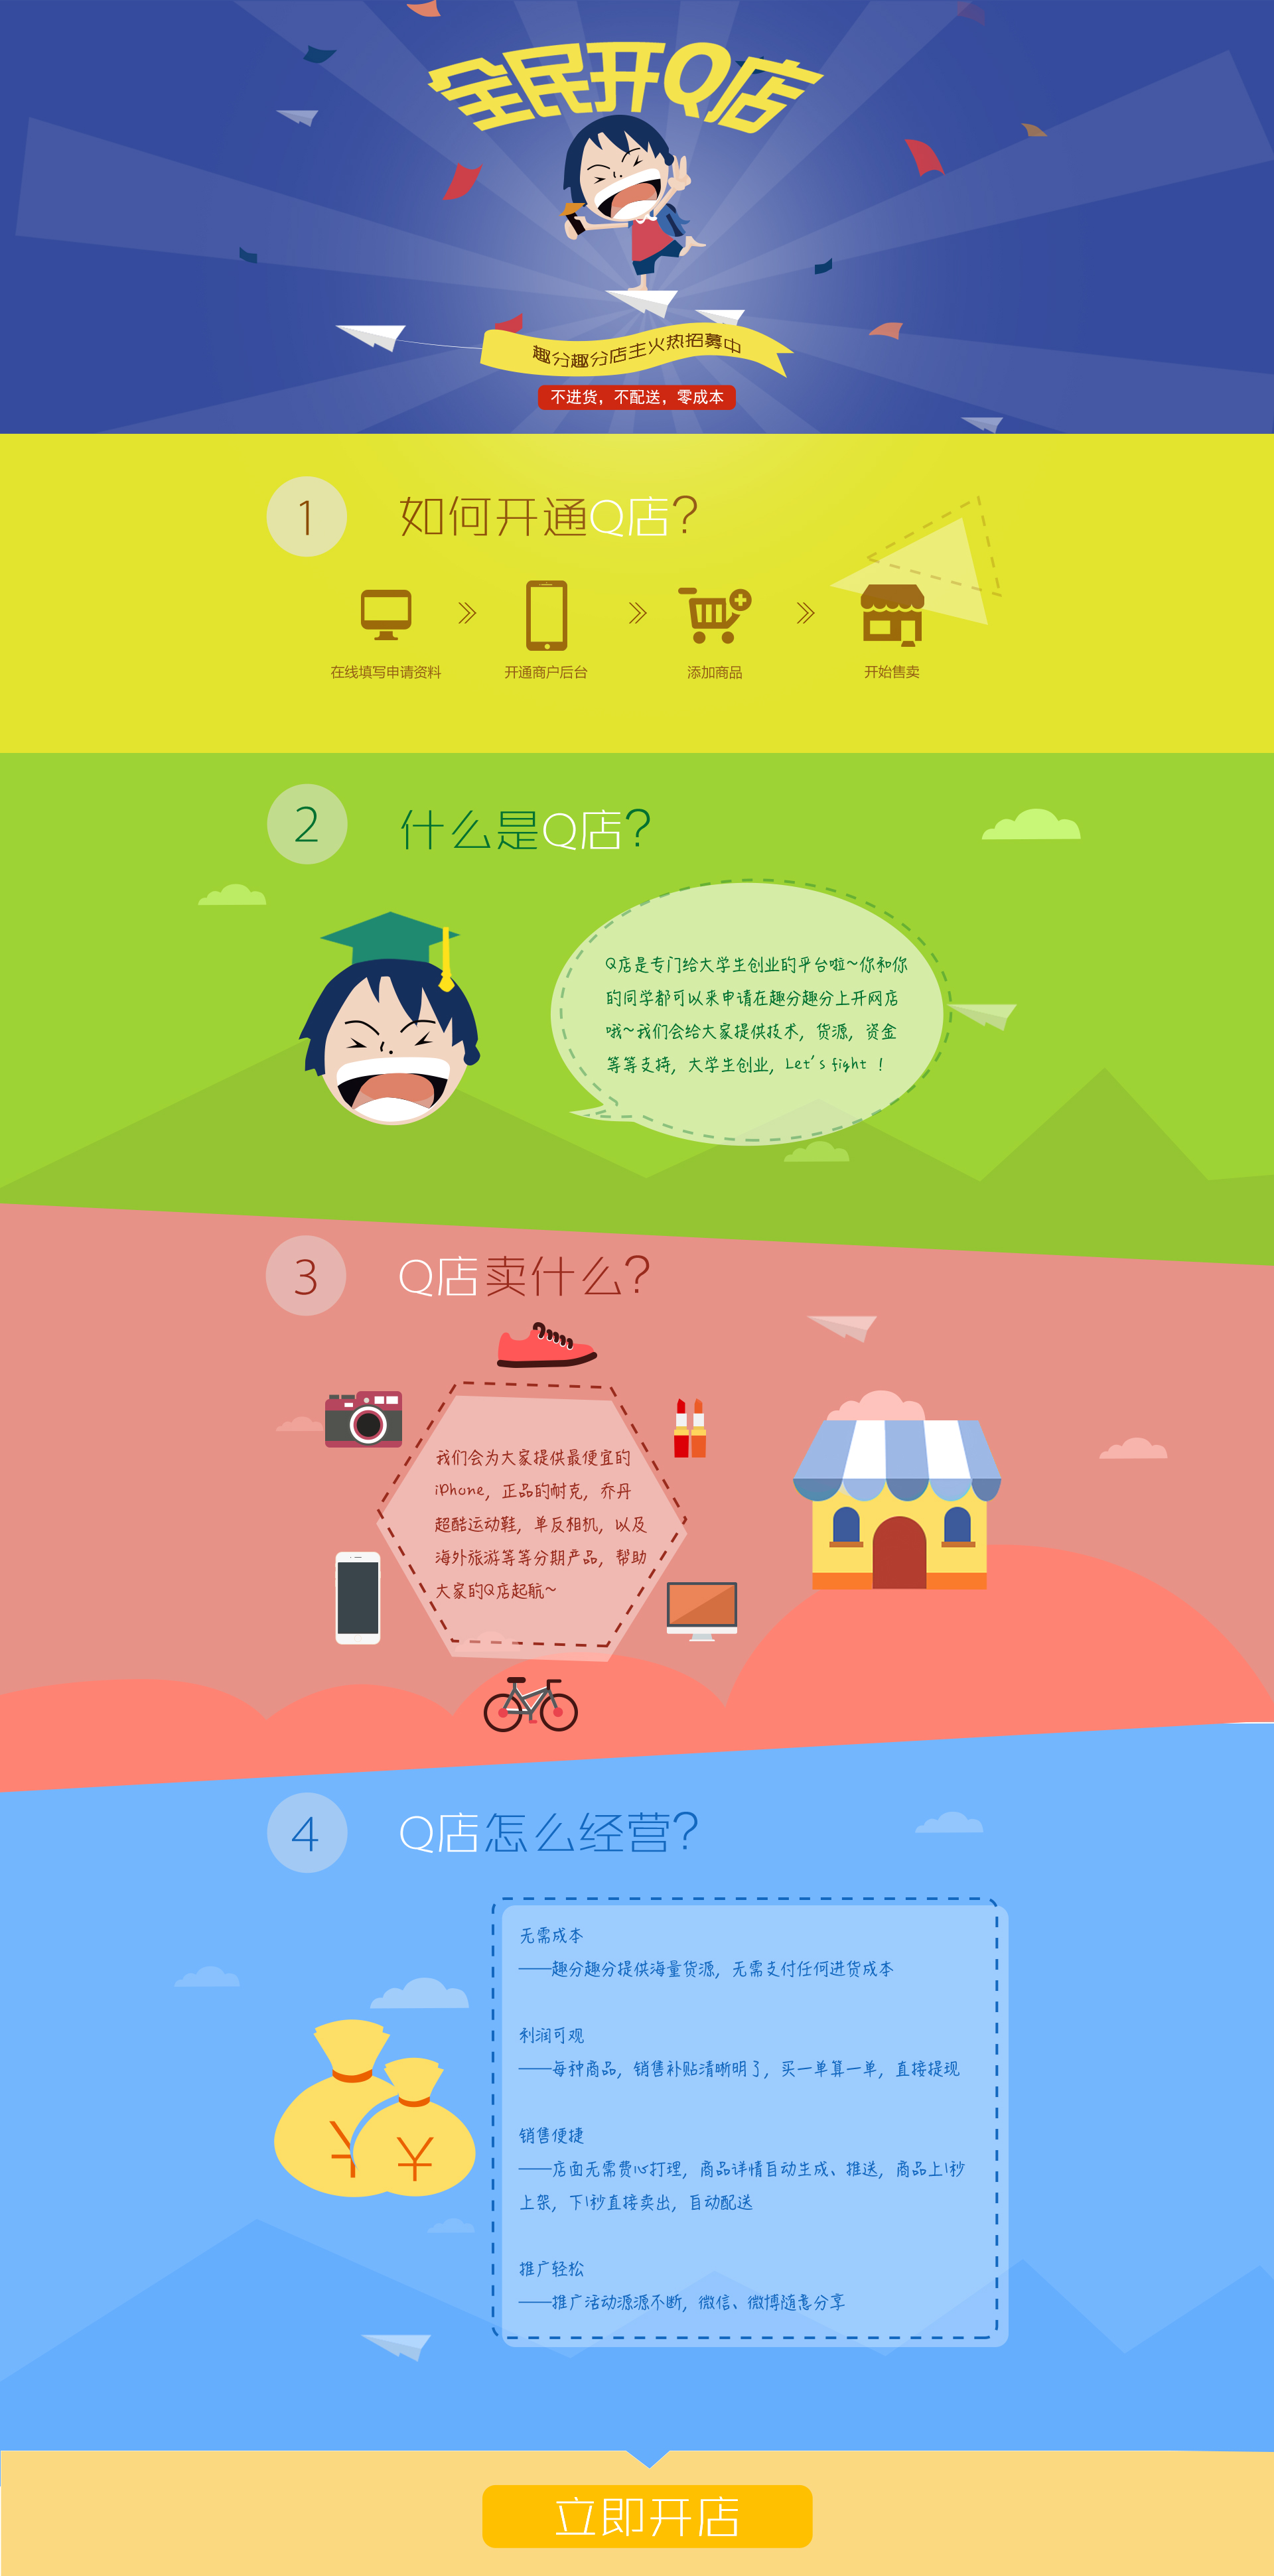 全民开Q店
趣分趣分店主火热招募中
不进货，不配送，零成本
1
如何开通Q店?
在线填写申请资料
开通商户后台
添加商品
开始售卖
2
什么是Q店?
Q店是专门给大学生创业的平台啦~你和你
的同学都可以来申请在趣分趣分上开网店
哦~我们会给大家提供技术，货源，资金
等等支持，大学生创业，Let's fight ！
3
Q店卖什么?
我们会为大家提供最便宜的
iPhone，正品的耐克，乔丹
超酷运动鞋，单反相机，以及
海外旅游等等分期产品，帮助
大家的Q店起航~
4
Q店怎么经营?
无需成本
——趣分趣分提供海量货源，无需支付任何进货成本
利润可观
——每种商品，销售补贴清晰明了，买一单算一单，直接提现
销售便捷
——店面无需费心打理，商品详情自动生成、推送，商品上1秒
上架，下1秒直接卖出，自动配送
推广轻松
——推广活动源源不断，微信、微博随意分享
¥
¥
立即开店